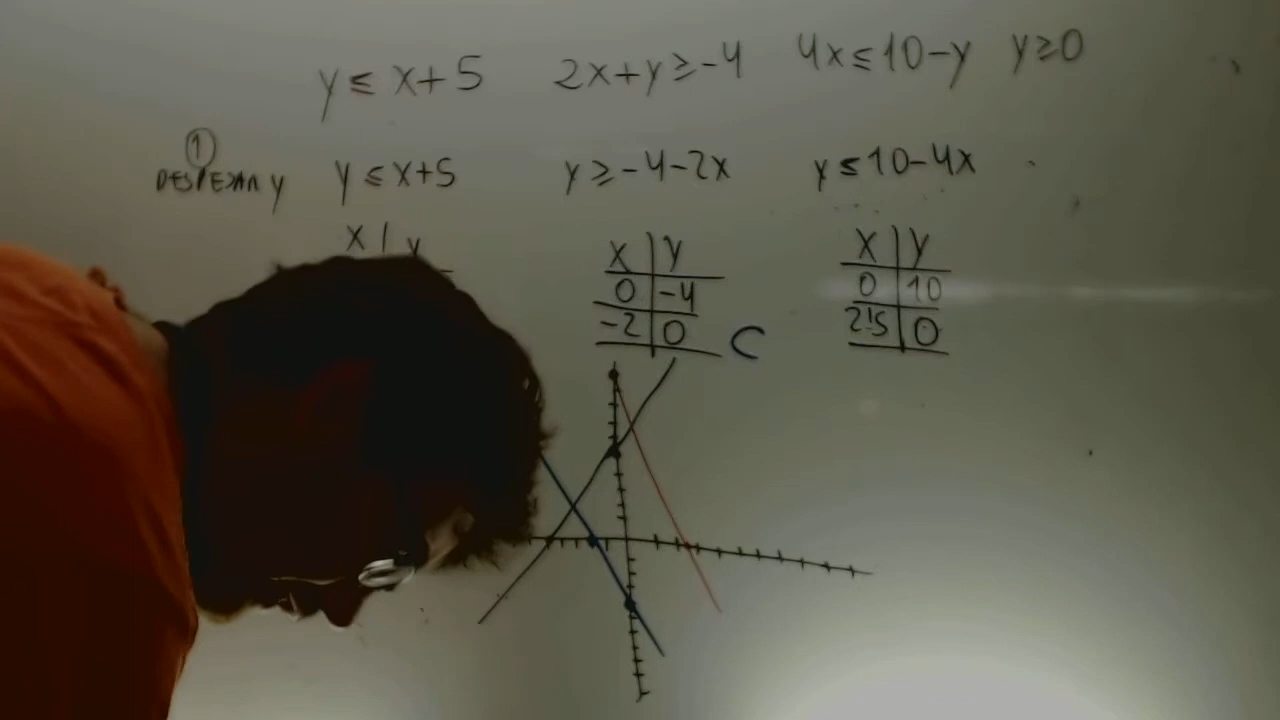 y ≤ x+5 2x+y ≥ -4 4x ≤ 10-y y ≥ 0
①
DESPEJAR y y ≤ x+5 y ≥ -4-2x y ≤ 10-4x
x | y x | y x | y
0 | -4 0 | 10
-2 | 0 2'5 | 0
C